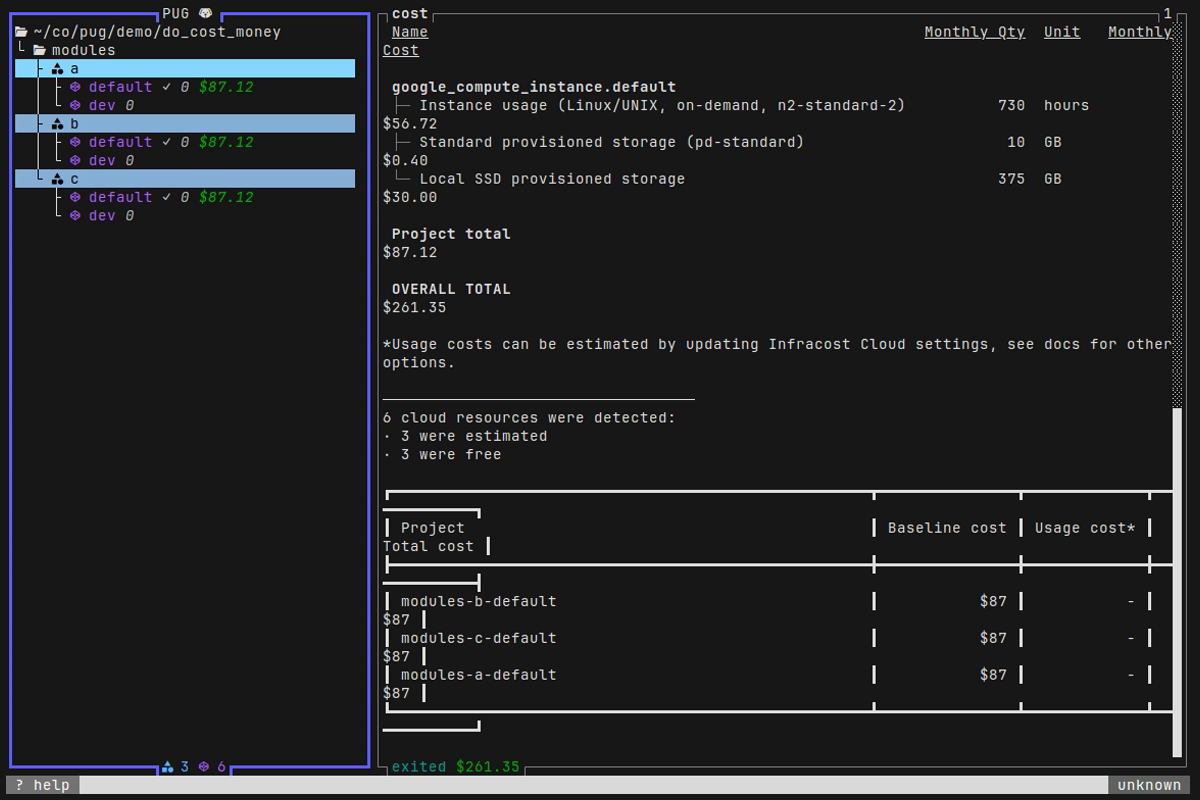 PUG
~/co/pug/demo/do_cost_money
modules
a
default ✓ 0 $87.12
dev 0
b
default ✓ 0 $87.12
dev 0
c
default ✓ 0 $87.12
dev 0
3 6
cost 1
Name Monthly Qty Unit Monthly
Cost
google_compute_instance.default
├─ Instance usage (Linux/UNIX, on-demand, n2-standard-2) 730 hours
$56.72
├─ Standard provisioned storage (pd-standard) 10 GB
$0.40
└─ Local SSD provisioned storage 375 GB
$30.00
Project total
$87.12
OVERALL TOTAL
$261.35
*Usage costs can be estimated by updating Infracost Cloud settings, see docs for other
options.
6 cloud resources were detected:
· 3 were estimated
· 3 were free
Project Baseline cost Usage cost*
Total cost
modules-b-default $87 -
$87
modules-c-default $87 -
$87
modules-a-default $87 -
$87
exited $261.35
? help unknown